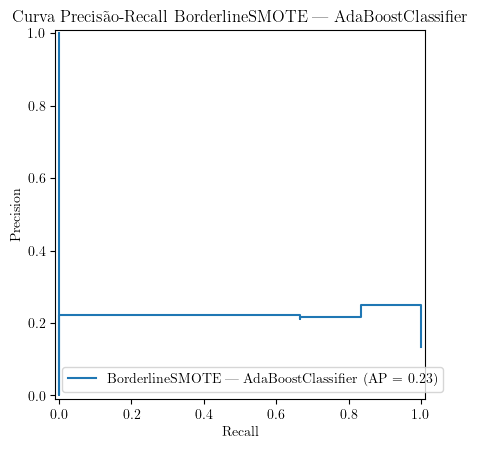 Curva Precisão-Recall BorderlineSMOTE — AdaBoostClassifier
1.0
0.8
0.6
0.4
0.2
0.0
Precision
BorderlineSMOTE — AdaBoostClassifier (AP = 0.23)
0.0 0.2 0.4 0.6 0.8 1.0
Recall